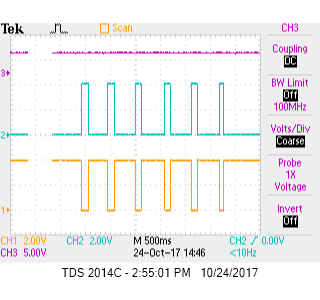 Tek Scan CH3
Coupling
DC
BW Limit
Off
100MHz
Volts/Div
Coarse
Probe
1X
Voltage
Invert
Off
3
2
1
CH1 2.00V CH2 2.00V M 500ms CH2 / 0.00V
CH3 5.00V 24-Oct-17 14:46 <10Hz
TDS 2014C - 2:55:01 PM 10/24/2017